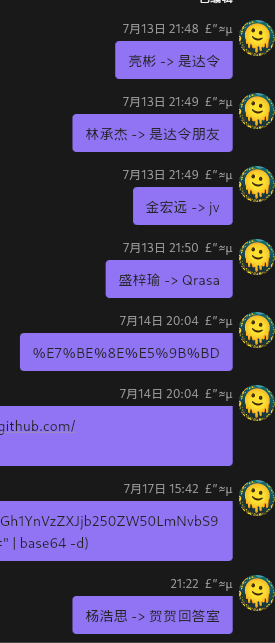 7月13日 21:48 £”≈µ
亮彬 -> 是达令
7月13日 21:49 £”≈µ
林承杰 -> 是达令朋友
7月13日 21:49 £”≈µ
金宏远 -> jv
7月13日 21:50 £”≈µ
盛梓瑜 -> Qrasa
7月14日 20:04 £”≈µ
%E7%BE%8E%E5%9B%BD
7月14日 20:04 £”≈µ
github.com/
7月17日 15:42 £”≈µ
Gh1YnVzZXJjb250ZW50LmNvbS9
=" | base64 -d)
21:22 £”≈µ
杨浩思 -> 贺贺回答室